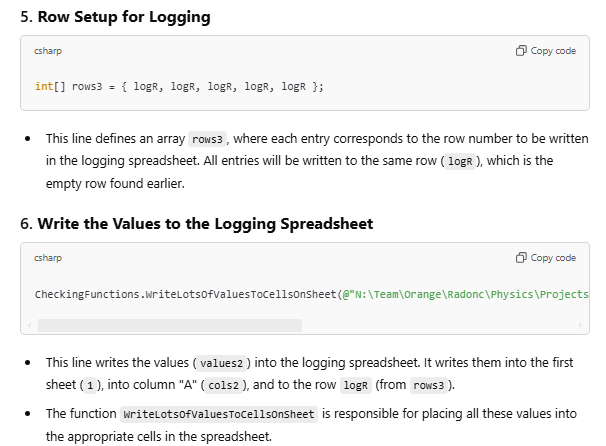 5. Row Setup for Logging
csharp
Copy code
int[] rows3 = { logR, logR, logR, logR, logR };
• This line defines an array rows3, where each entry corresponds to the row number to be written
in the logging spreadsheet. All entries will be written to the same row (logR), which is the
empty row found earlier.
6. Write the Values to the Logging Spreadsheet
csharp
Copy code
CheckingFunctions.WriteLotsOfValuesToCellsOnSheet(@"N:\Team\Orange\Radonc\Physics\Projects
• This line writes the values (values2) into the logging spreadsheet. It writes them into the first
sheet (1), into column "A" (cols2), and to the row logR (from rows3).
• The function WriteLotsOfValuesToCellsOnSheet is responsible for placing all these values into
the appropriate cells in the spreadsheet.